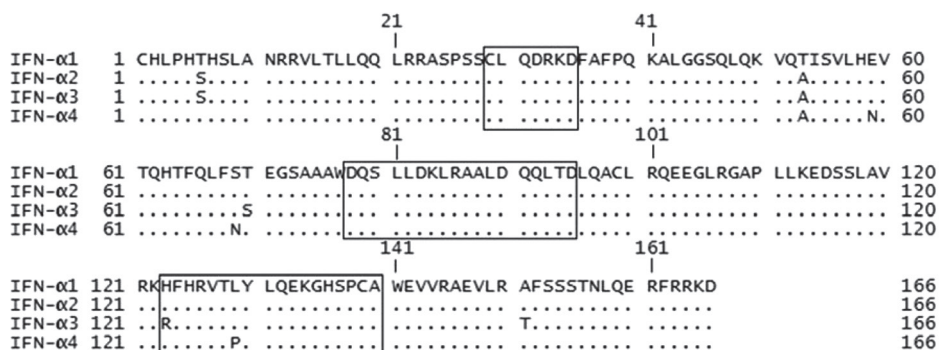 21 41
IFN-α1 1 CHLPHTHSLA NRRVLTLLQQ LRRASPSSCL QDRKDFAFPQ KALGGSQLQK VQTISVLHEV 60
IFN-α2 1 .....S.... .......... .......... .......... .......... ..A....... 60
IFN-α3 1 .....S.... .......... .......... .......... .......... ..A....... 60
IFN-α4 1 .......... .......... .......... .......... .......... ..A.....N. 60
81 101
IFN-α1 61 TQHTFQLFST EGSAAAWDQS LLDKLRAALD QQLTDLQACL RQEEGLRGAP LLKEDSSLAV 120
IFN-α2 61 .......... .......... .......... .......... .......... .......... 120
IFN-α3 61 .........S .......... .......... .......... .......... .......... 120
IFN-α4 61 ........N. .......... .......... .......... .......... .......... 120
141 161
IFN-α1 121 RKHFHRVTLY LQEKGHSPCA WEVVRAEVLR AFSSSTNLQE RFRRKD 166
IFN-α2 121 .......... .......... .......... .......... ...... 166
IFN-α3 121 ..R....... .......... .......... T......... ...... 166
IFN-α4 121 ........P. .......... .......... .......... ...... 166